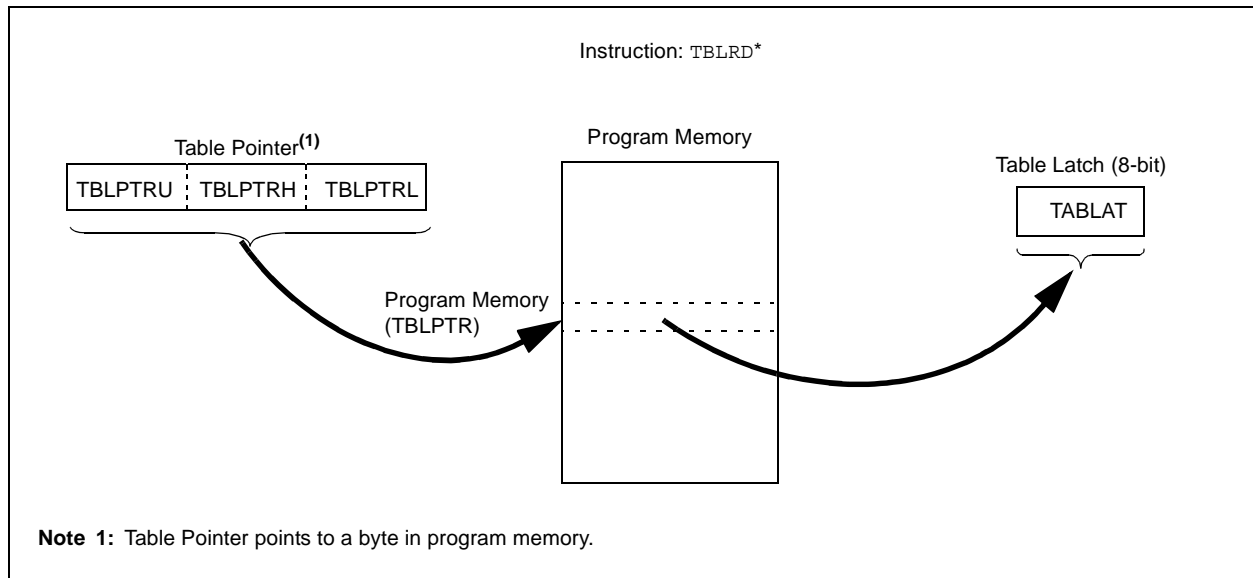 Instruction: TBLRD*
Table Pointer(1)
TBLPTRU TBLPTRH TBLPTRL
Program Memory
Table Latch (8-bit)
TABLAT
Program Memory
(TBLPTR)
Note 1: Table Pointer points to a byte in program memory.